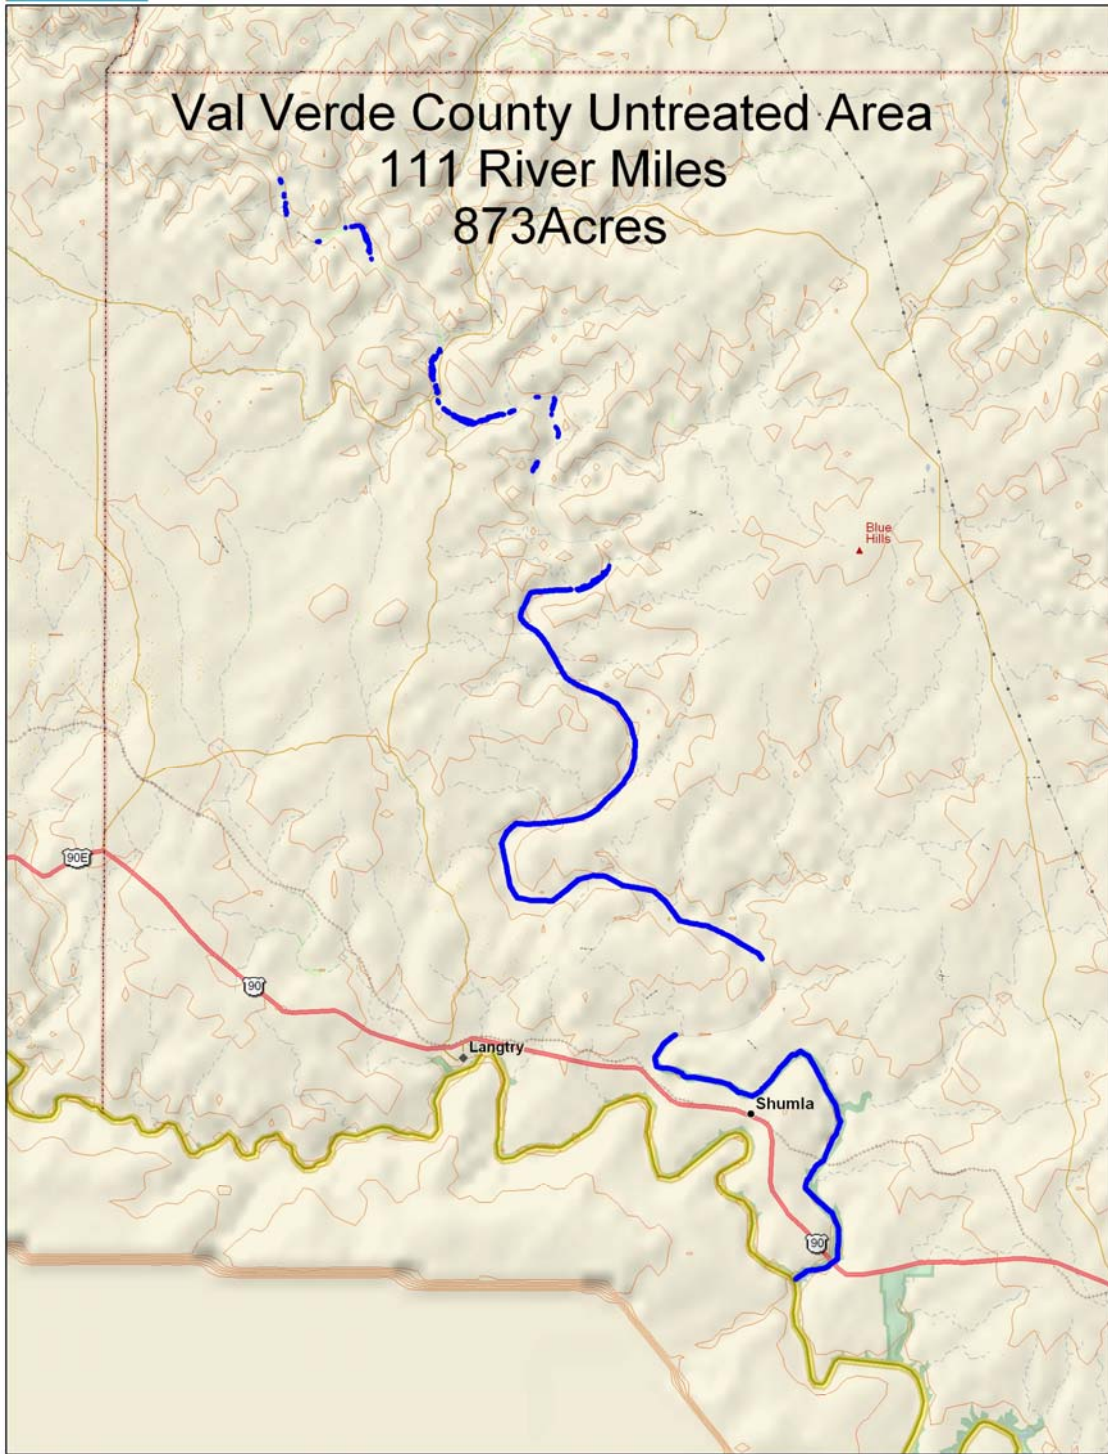 Val Verde County Untreated Area
111 River Miles
873Acres
Blue
Hills
90E
90
Langtry
Shumla
90